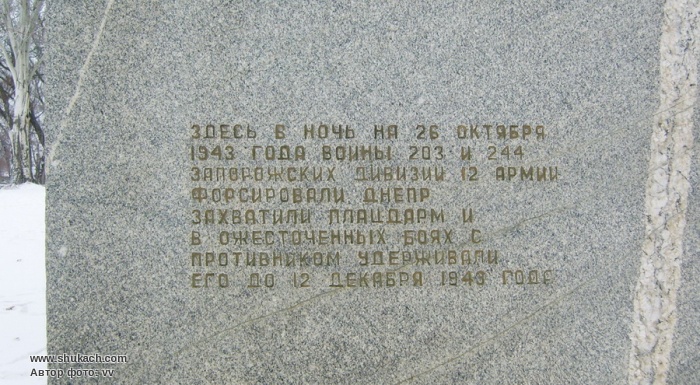 ЗДЕСЬ В НОЧЬ НА 26 ОКТЯБРЯ
1943 ГОДА ВОИНЫ 203 И 244
ЗАПОРОЖСКИХ ДИВИЗИЙ 12 АРМИИ
ФОРСИРОВАЛИ ДНЕПР
ЗАХВАТИЛИ ПЛАЦДАРМ И
В ОЖЕСТОЧЕННЫХ БОЯХ С
ПРОТИВНИКОМ УДЕРЖИВАЛИ
ЕГО ДО 12 ДЕКАБРЯ 1943 ГОДА
www.shukach.com
Автор фото: vv